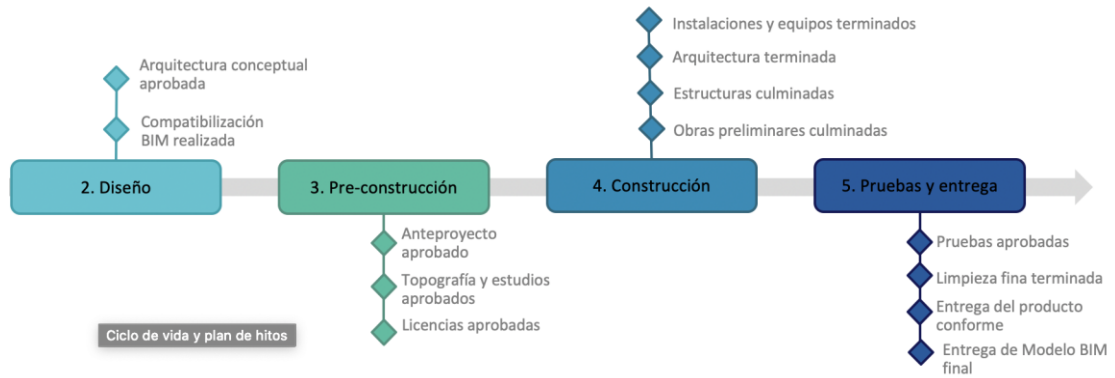 Arquitectura conceptual
aprobada
Compatibilización
BIM realizada
2. Diseño
3. Pre-construcción
Anteproyecto
aprobado
Topografía y estudios
aprobados
Licencias aprobadas
Instalaciones y equipos terminados
Arquitectura terminada
Estructuras culminadas
Obras preliminares culminadas
4. Construcción
5. Pruebas y entrega
Pruebas aprobadas
Limpieza fina terminada
Entrega del producto
conforme
Entrega de Modelo BIM
final
Ciclo de vida y plan de hitos